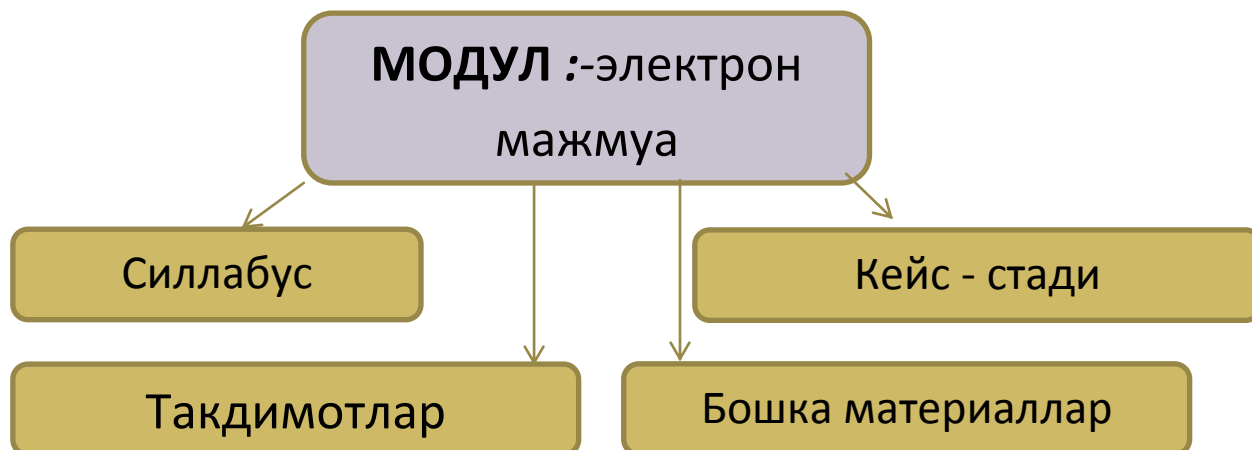 МОДУЛ :-электрон
мажмуа
Силлабус
Кейс - стади
Такдимотлар
Бошка материаллар